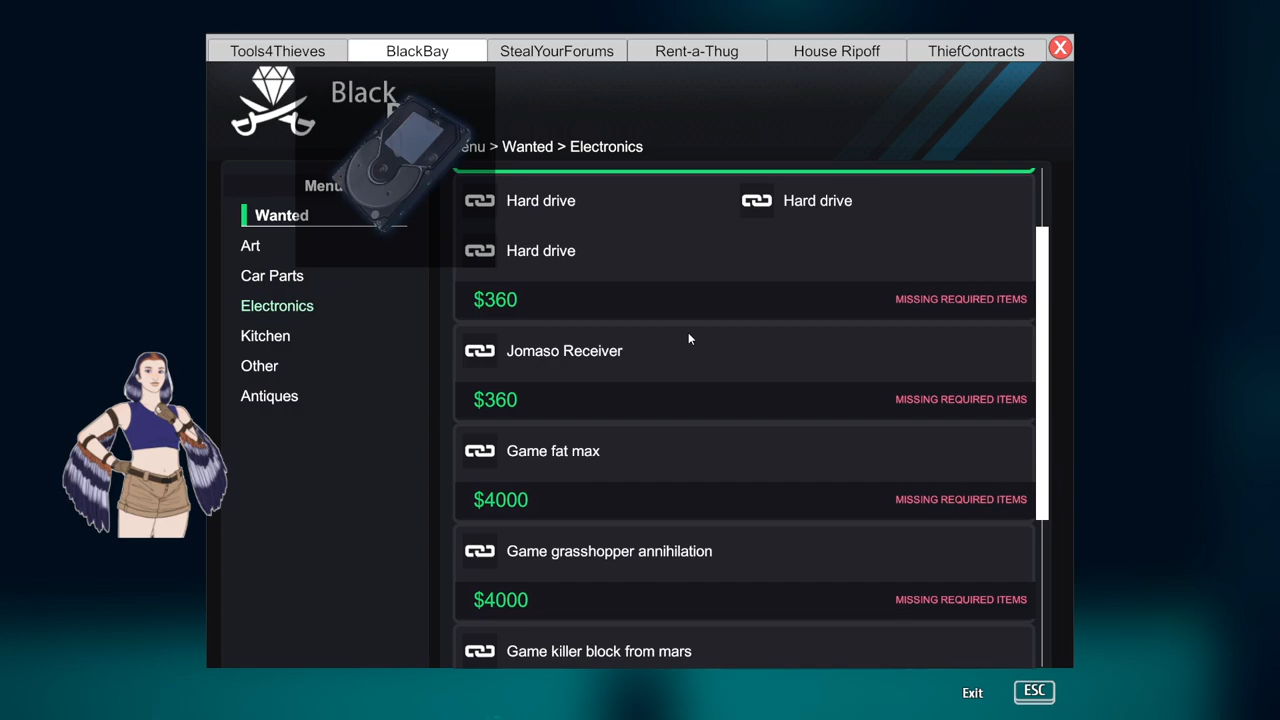 Tools4Thieves BlackBay StealYourForums Rent-a-Thug House Ripoff ThiefContracts X
Black
enu > Wanted > Electronics
Menu
Wanted
Art
Car Parts
Electronics
Kitchen
Other
Antiques
Hard drive Hard drive
Hard drive
$360 MISSING REQUIRED ITEMS
Jomaso Receiver
$360 MISSING REQUIRED ITEMS
Game fat max
$4000 MISSING REQUIRED ITEMS
Game grasshopper annihilation
$4000 MISSING REQUIRED ITEMS
Game killer block from mars
Exit ESC